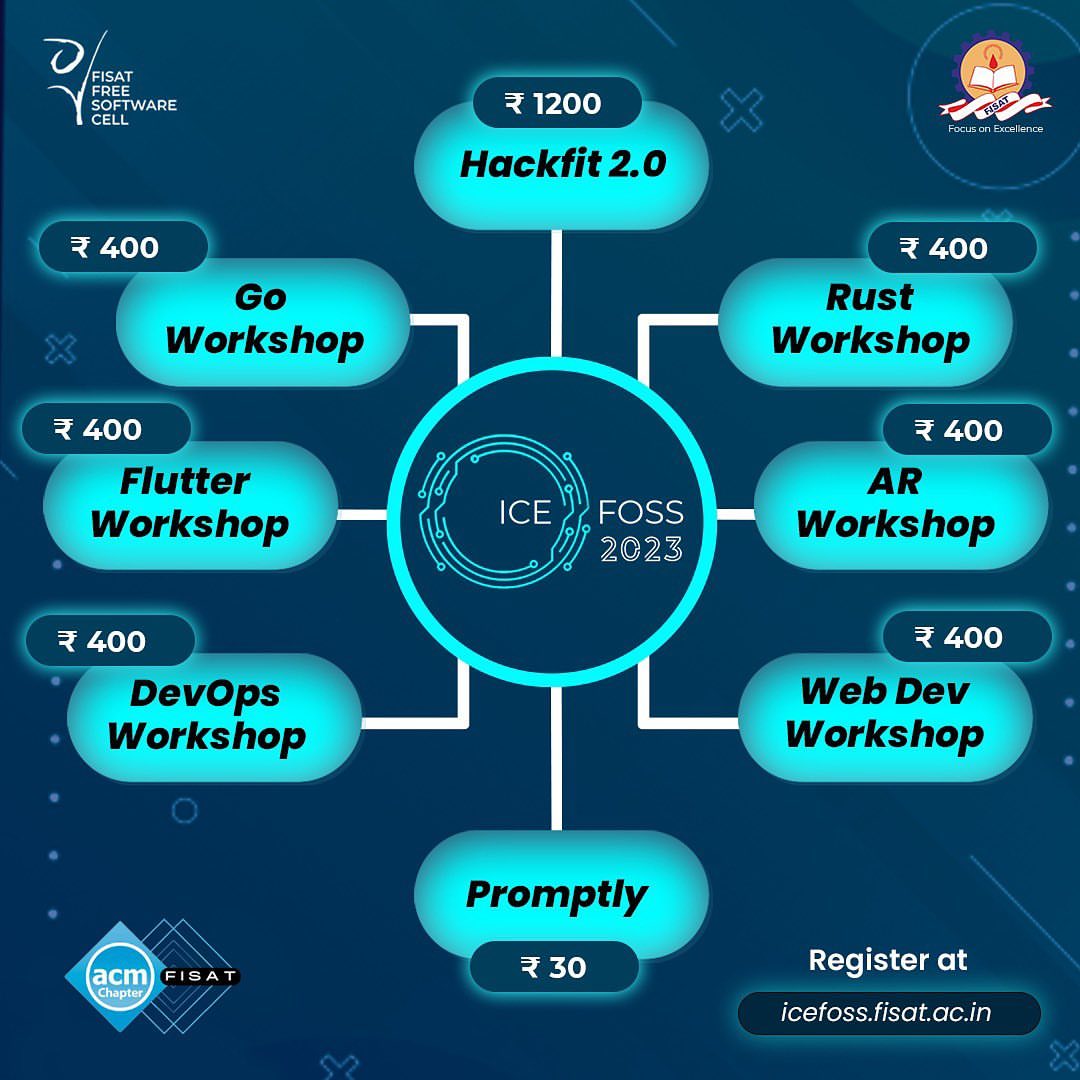 FISAT
FREE
SOFTWARE
CELL
FISAT
Focus on Excellence
₹ 1200
Hackfit 2.0
₹ 400
Go
Workshop
₹ 400
Rust
Workshop
₹ 400
Flutter
Workshop
ICE FOSS
2023
₹ 400
AR
Workshop
₹ 400
DevOps
Workshop
₹ 400
Web Dev
Workshop
Promptly
₹ 30
acm
Chapter
FISAT
Register at
icefoss.fisat.ac.in